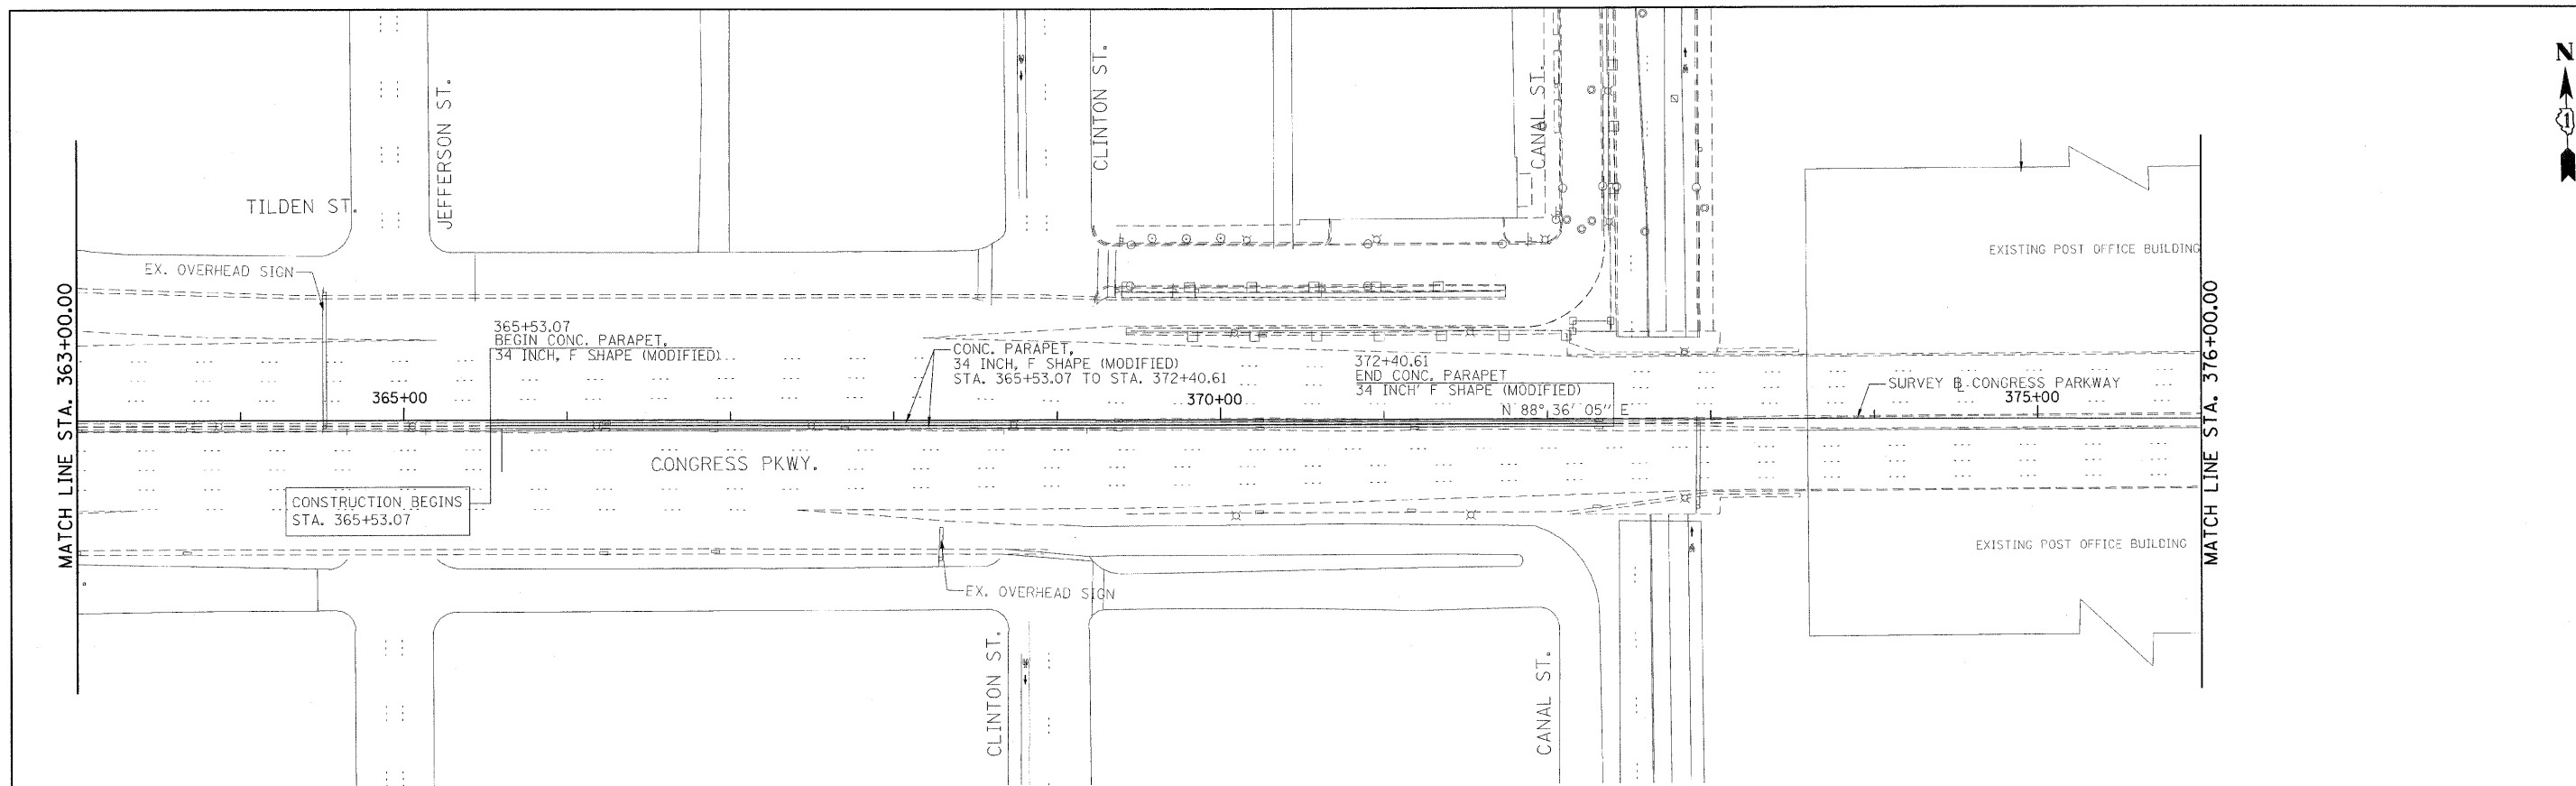 N
1
JEFFERSON ST.
CLINTON ST.
CANAL ST.
TILDEN ST.
EX. OVERHEAD SIGN
EXISTING POST OFFICE BUILDING
MATCH LINE STA. 363+00.00
365+53.07
BEGIN CONC. PARAPET,
34 INCH, F SHAPE (MODIFIED)
CONC. PARAPET,
34 INCH, F SHAPE (MODIFIED)
STA. 365+53.07 TO STA. 372+40.61
372+40.61
END CONC. PARAPET
34 INCH' F SHAPE (MODIFIED)
N 88° 36' 05" E
SURVEY BL CONGRESS PARKWAY
365+00
370+00
375+00
MATCH LINE STA. 376+00.00
CONGRESS PKWY.
CONSTRUCTION BEGINS
STA. 365+53.07
EX. OVERHEAD SIGN
EXISTING POST OFFICE BUILDING
CLINTON ST.
CANAL ST.